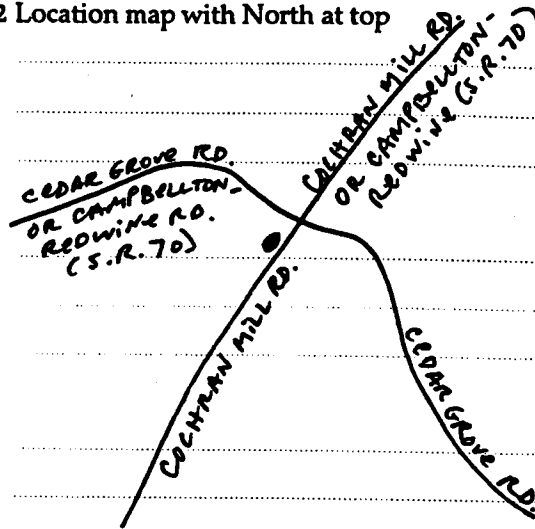 2 Location map with North at top
COCHRAN MILL RD.
OR CAMPBELLTON-
REDWINE (S.R. 70)
CEDAR GROVE RD.
OR CAMPBELLTON-
REDWINE RD.
(S.R. 70)
COCHRAN MILL RD.
CEDAR GROVE RD.